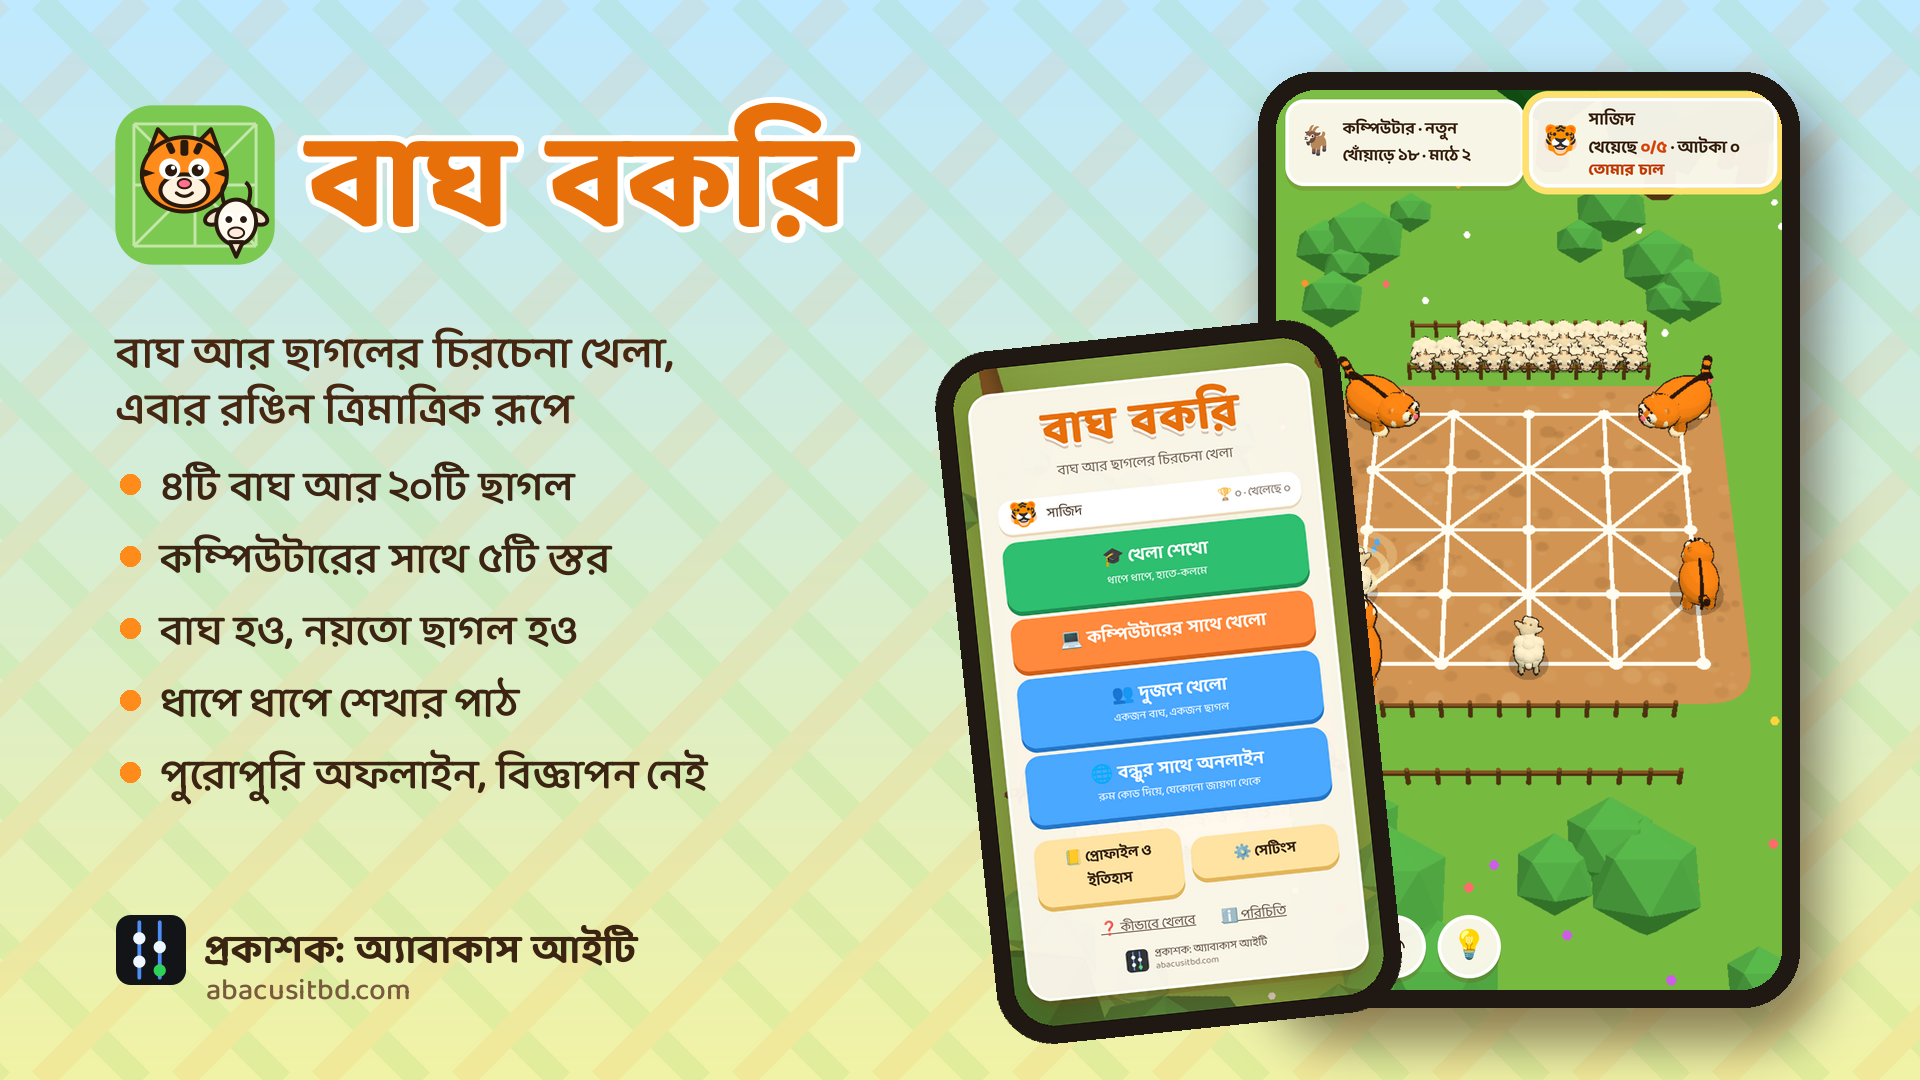 বাঘ বকরি
বাঘ আর ছাগলের চিরচেনা খেলা,
এবার রঙিন ত্রিমাত্রিক রূপে
৪টি বাঘ আর ২০টি ছাগল
কম্পিউটারের সাথে ৫টি স্তর
বাঘ হও, নয়তো ছাগল হও
ধাপে ধাপে শেখার পাঠ
পুরোপুরি অফলাইন, বিজ্ঞাপন নেই
প্রকাশক: অ্যাবাকাস আইটি
abacusitbd.com
বাঘ বকরি
বাঘ আর ছাগলের চিরচেনা খেলা
সাজিদ
০ · খেলেছে ০
খেলা শেখো
ধাপে ধাপে, হাতে-কলমে
কম্পিউটারের সাথে খেলো
দুজনে খেলো
একজন বাঘ, একজন ছাগল
বন্ধুর সাথে অনলাইন
রুম কোড দিয়ে, যেকোনো জায়গা থেকে
প্রোফাইল ও
ইতিহাস
সেটিংস
কীভাবে খেলবে
পরিচিতি
প্রকাশক: অ্যাবাকাস আইটি
abacusitbd.com
কম্পিউটার · নতুন
খোঁয়াড়ে ১৮ · মাঠে ২
সাজিদ
খেয়েছে ০/৫ · আটকা ০
তোমার চাল